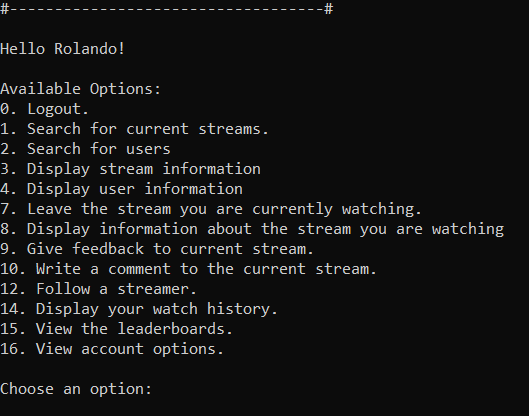 #-----------------------------------#
Hello Rolando!
Available Options:
0. Logout.
1. Search for current streams.
2. Search for users
3. Display stream information
4. Display user information
7. Leave the stream you are currently watching.
8. Display information about the stream you are watching
9. Give feedback to current stream.
10. Write a comment to the current stream.
12. Follow a streamer.
14. Display your watch history.
15. View the leaderboards.
16. View account options.
Choose an option: